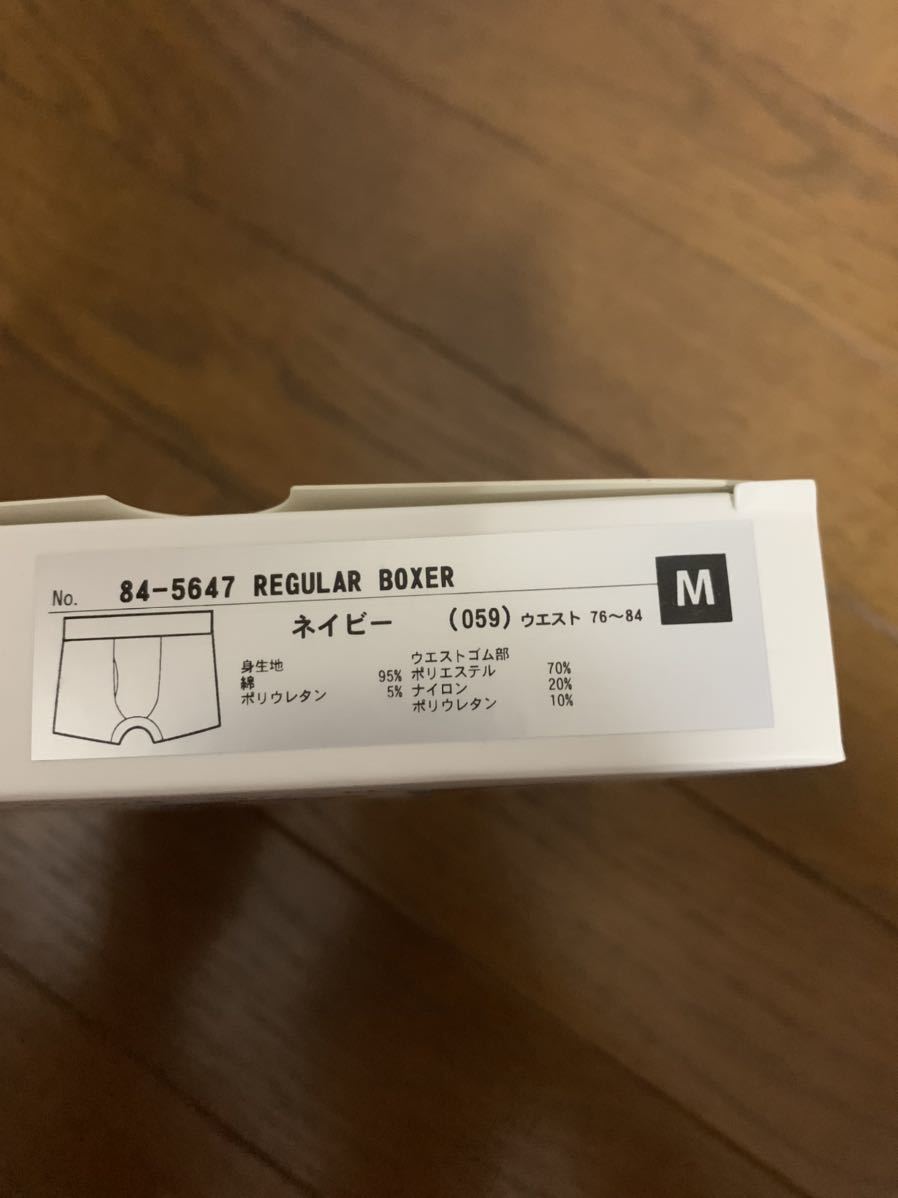 No. 84-5647 REGULAR BOXER
M
ネイビー (059) ウエスト 76〜84
身生地
綿 95%
ポリウレタン 5%
ウエストゴム部
ポリエステル 70%
ナイロン 20%
ポリウレタン 10%